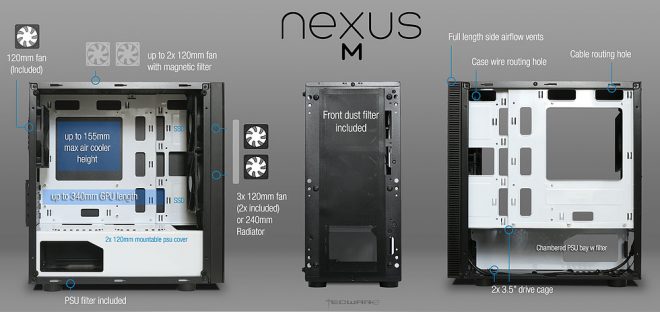 nexus
M
120mm fan
(Included)
up to 2x 120mm fan
with magnetic filter
up to 155mm
max air cooler
height
SSD
up to 340mm GPU length
SSD
2x 120mm mountable psu cover
PSU filter included
3x 120mm fan
(2x included)
or 240mm
Radiator
Front dust filter
included
TECWARE
Full length side airflow vents
Case wire routing hole
Cable routing hole
Chambered PSU bay w filter
2x 3.5" drive cage